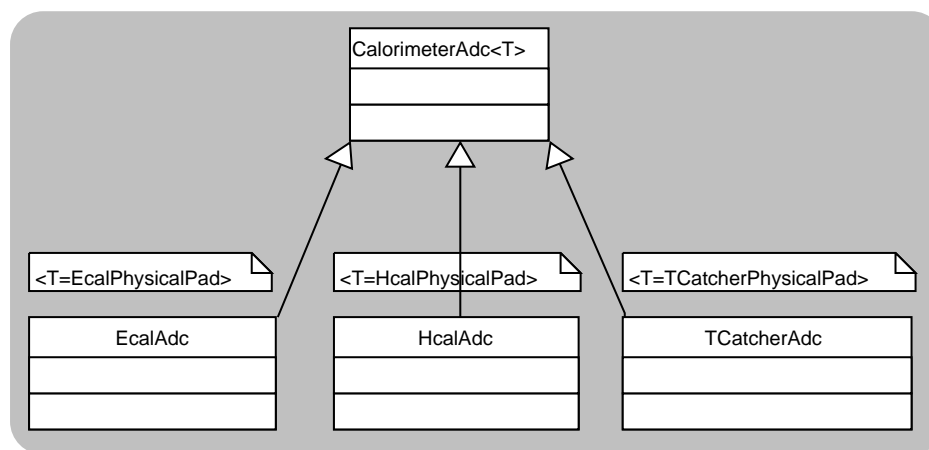 CalorimeterAdc<T>
<T=EcalPhysicalPad>
<T=HcalPhysicalPad>
<T=TCatcherPhysicalPad>
EcalAdc
HcalAdc
TCatcherAdc